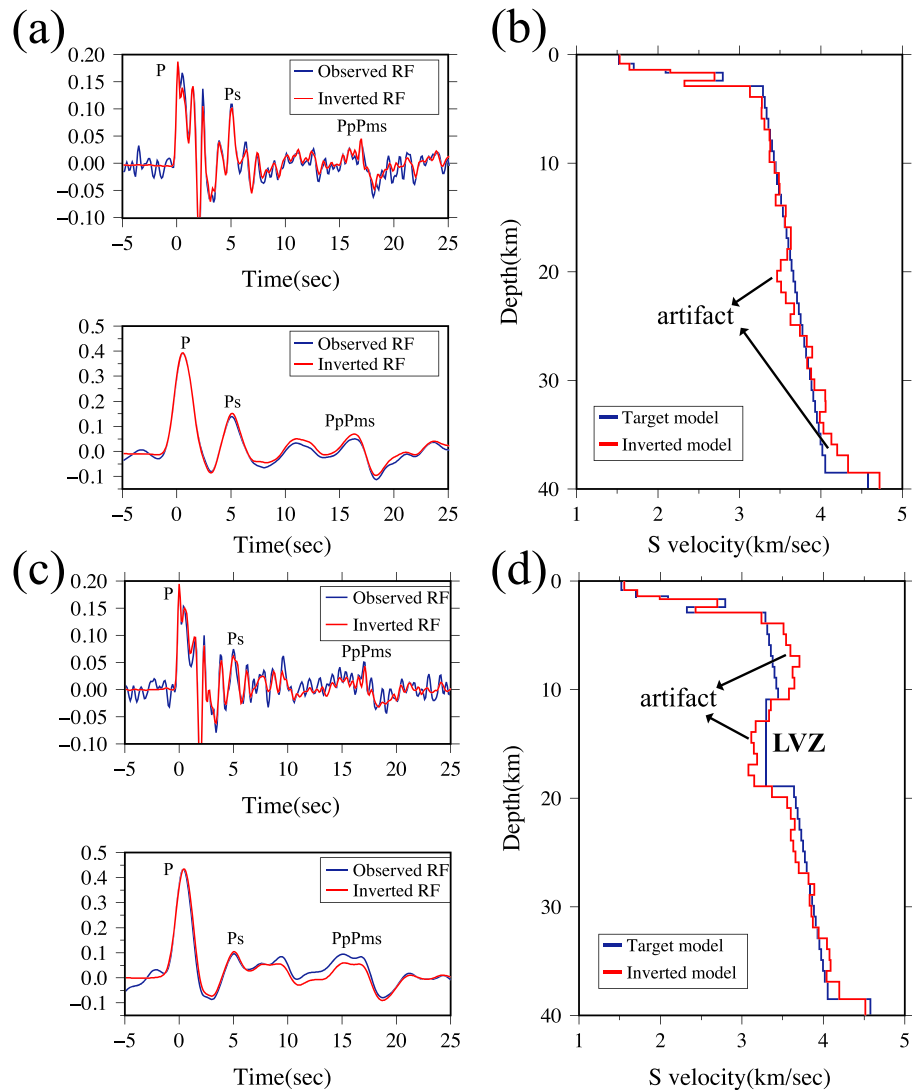 (a)
0.20
0.15
0.10
0.05
0.00
−0.05
−0.10
P
Ps
PpPms
Observed RF
Inverted RF
−5 0 5 10 15 20 25
Time(sec)
0.5
0.4
0.3
0.2
0.1
0.0
−0.1
P
Ps
PpPms
Observed RF
Inverted RF
−5 0 5 10 15 20 25
Time(sec)
(b)
0
10
20
30
40
Depth(km)
artifact
Target model
Inverted model
1 2 3 4 5
S velocity(km/sec)
(c)
0.20
0.15
0.10
0.05
0.00
−0.05
−0.10
P
Ps
PpPms
Observed RF
Inverted RF
−5 0 5 10 15 20 25
Time(sec)
0.5
0.4
0.3
0.2
0.1
0.0
−0.1
P
Ps
PpPms
Observed RF
Inverted RF
−5 0 5 10 15 20 25
Time(sec)
(d)
0
10
20
30
40
Depth(km)
artifact
LVZ
Target model
Inverted model
1 2 3 4 5
S velocity(km/sec)